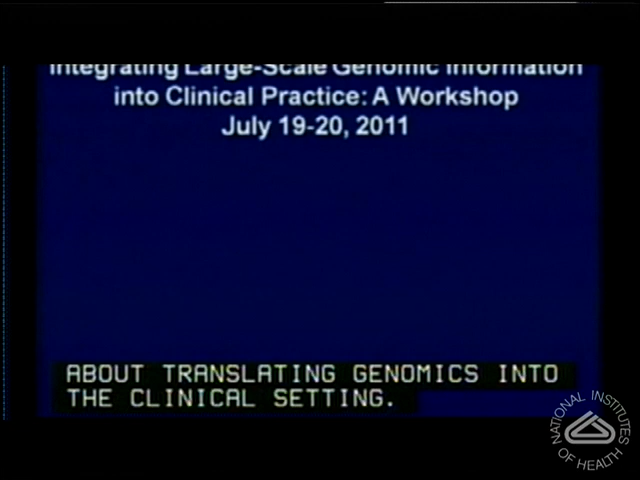 Integrating Large-Scale Genomic Information
into Clinical Practice: A Workshop
July 19-20, 2011
ABOUT TRANSLATING GENOMICS INTO
THE CLINICAL SETTING.
NATIONAL INSTITUTES
OF HEALTH